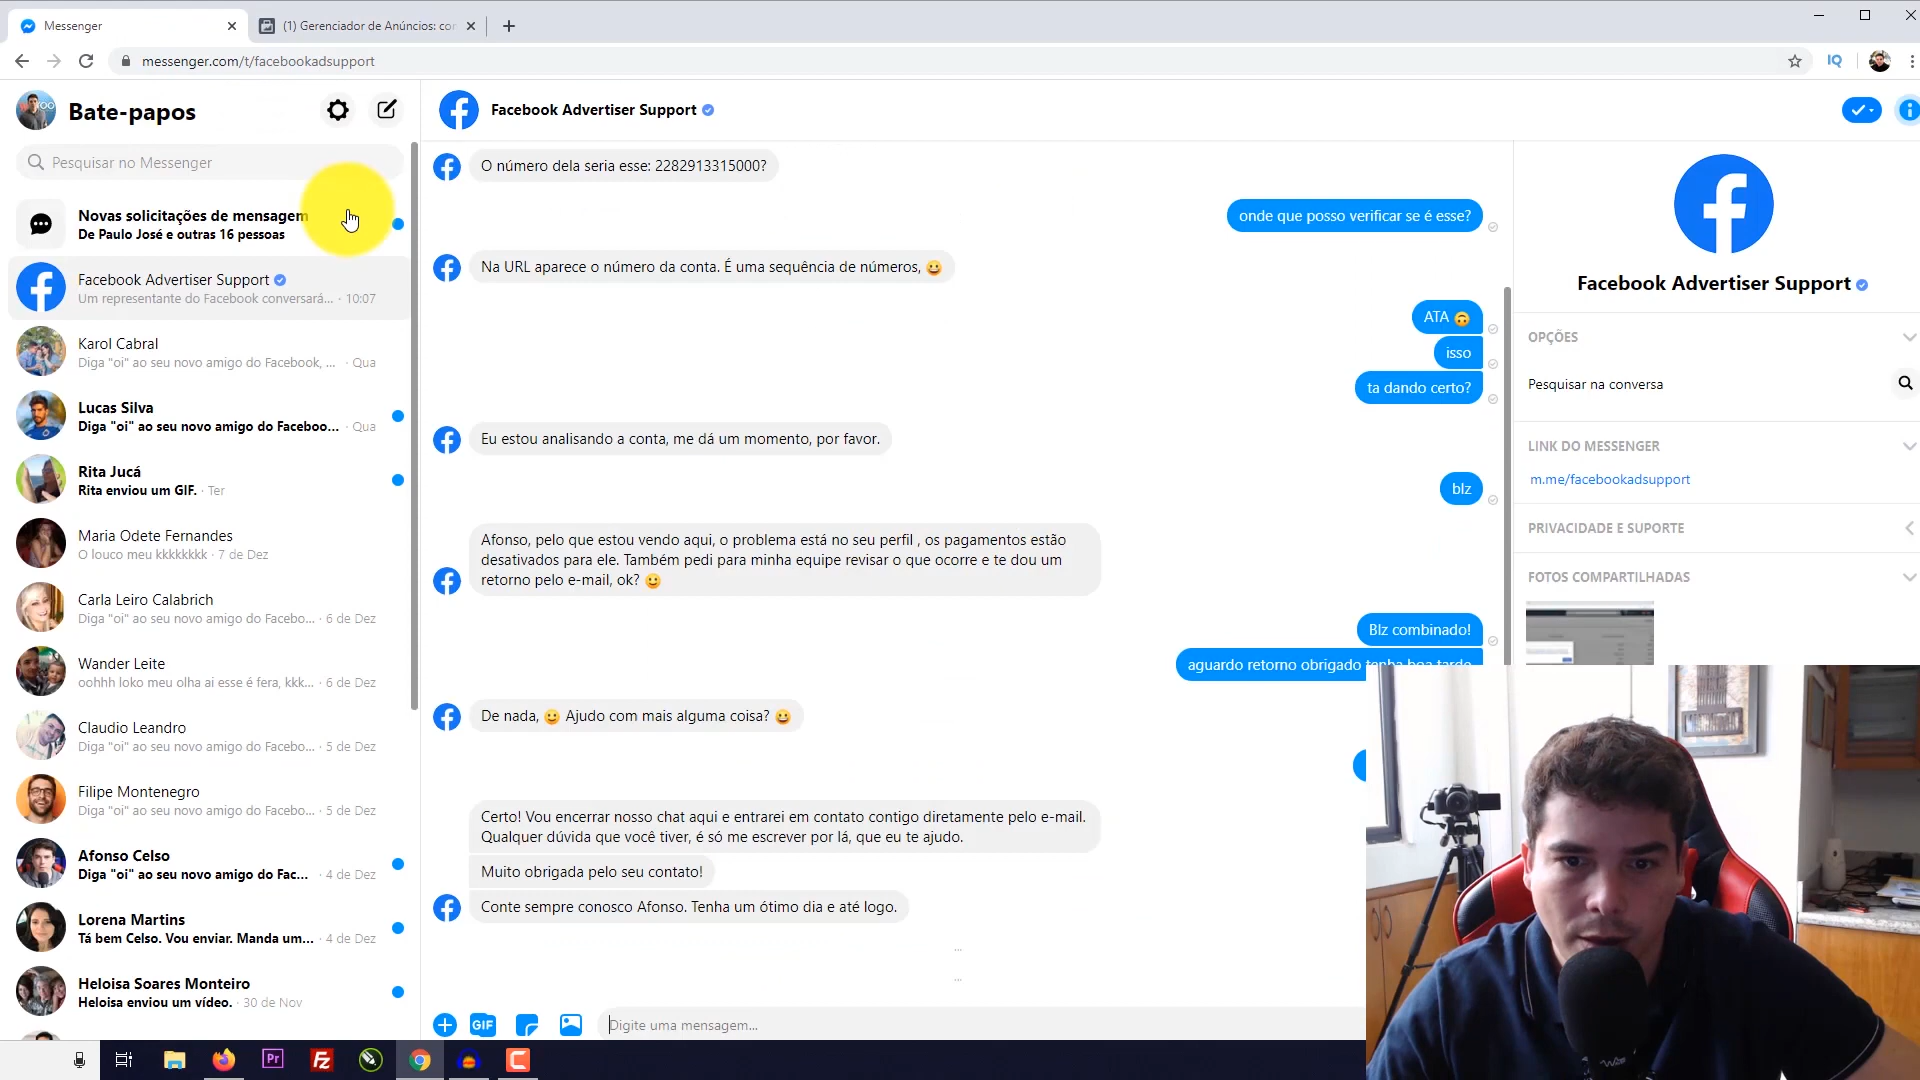 Messenger
(1) Gerenciador de Anúncios: cor
messenger.com/t/facebookadsupport
IQ
Bate-papos
Pesquisar no Messenger
Novas solicitações de mensagem
De Paulo José e outras 16 pessoas
Facebook Advertiser Support
Um representante do Facebook conversará... · 10:07
Karol Cabral
Diga "oi" ao seu novo amigo do Facebook, ... · Qua
Lucas Silva
Diga "oi" ao seu novo amigo do Faceboo... · Qua
Rita Jucá
Rita enviou um GIF. · Ter
Maria Odete Fernandes
O louco meu kkkkkkkk · 7 de Dez
Carla Leiro Calabrich
Diga "oi" ao seu novo amigo do Facebo... · 6 de Dez
Wander Leite
oohhh loko meu olha ai esse é fera, kkk... · 6 de Dez
Claudio Leandro
Diga "oi" ao seu novo amigo do Facebo... · 5 de Dez
Filipe Montenegro
Diga "oi" ao seu novo amigo do Facebo... · 5 de Dez
Afonso Celso
Diga "oi" ao seu novo amigo do Fac... · 4 de Dez
Lorena Martins
Tá bem Celso. Vou enviar. Manda um... · 4 de Dez
Heloisa Soares Monteiro
Heloisa enviou um vídeo. · 30 de Nov
Facebook Advertiser Support
O número dela seria esse: 2282913315000?
onde que posso verificar se é esse?
Na URL aparece o número da conta. É uma sequência de números, 😀
ATA 🙃
isso
ta dando certo?
Eu estou analisando a conta, me dá um momento, por favor.
blz
Afonso, pelo que estou vendo aqui, o problema está no seu perfil , os pagamentos estão
desativados para ele. Também pedi para minha equipe revisar o que ocorre e te dou um
retorno pelo e-mail, ok? 🙂
Blz combinado!
aguardo retorno obrigado tenha boa tarde
De nada, 🙂 Ajudo com mais alguma coisa? 😀
Certo! Vou encerrar nosso chat aqui e entrarei em contato contigo diretamente pelo e-mail.
Qualquer dúvida que você tiver, é só me escrever por lá, que eu te ajudo.
Muito obrigada pelo seu contato!
Conte sempre conosco Afonso. Tenha um ótimo dia e até logo.
...
...
GIF
Digite uma mensagem...
Facebook Advertiser Support
OPÇÕES
Pesquisar na conversa
LINK DO MESSENGER
m.me/facebookadsupport
PRIVACIDADE E SUPORTE
FOTOS COMPARTILHADAS
Pr
Fz